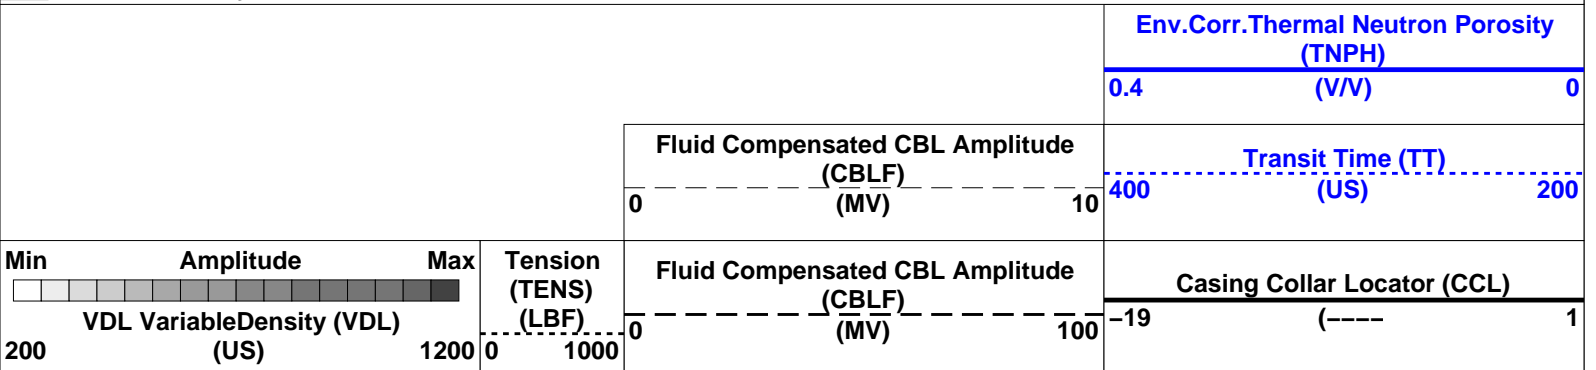 Env.Corr.Thermal Neutron Porosity
(TNPH)
0.4 (V/V) 0
Fluid Compensated CBL Amplitude
(CBLF)
0 (MV) 10
Transit Time (TT)
400 (US) 200
Min Amplitude Max
VDL VariableDensity (VDL)
200 (US) 1200
Tension
(TENS)
(LBF)
0 1000
Fluid Compensated CBL Amplitude
(CBLF)
0 (MV) 100
Casing Collar Locator (CCL)
−19 (−−−− 1